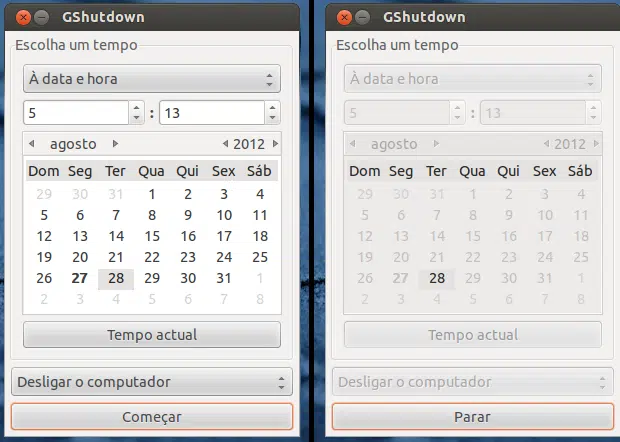 GShutdown
Escolha um tempo
À data e hora
5 : 13
agosto 2012
Dom Seg Ter Qua Qui Sex Sáb
29 30 31 1 2 3 4
5 6 7 8 9 10 11
12 13 14 15 16 17 18
19 20 21 22 23 24 25
26 27 28 29 30 31 1
2 3 4 5 6 7 8
Tempo actual
Desligar o computador
Começar
GShutdown
Escolha um tempo
À data e hora
5 : 13
agosto 2012
Dom Seg Ter Qua Qui Sex Sáb
29 30 31 1 2 3 4
5 6 7 8 9 10 11
12 13 14 15 16 17 18
19 20 21 22 23 24 25
26 27 28 29 30 31 1
2 3 4 5 6 7 8
Tempo actual
Desligar o computador
Parar